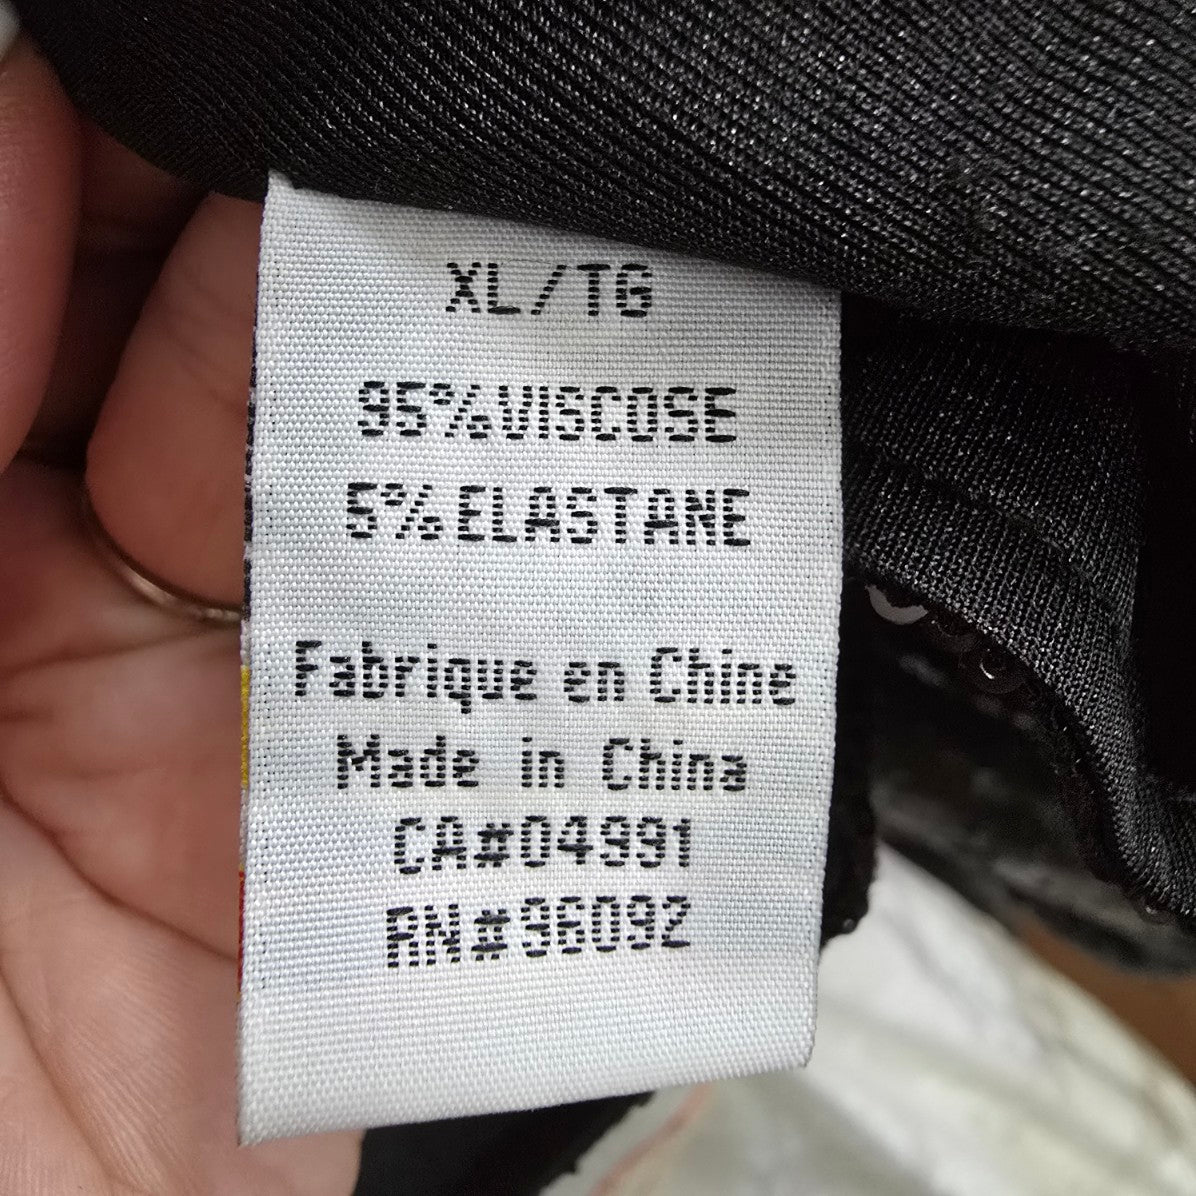 XL/TG
95%VISCOSE
5%ELASTANE
Fabrique en Chine
Made in China
CA#04991
RN#96092